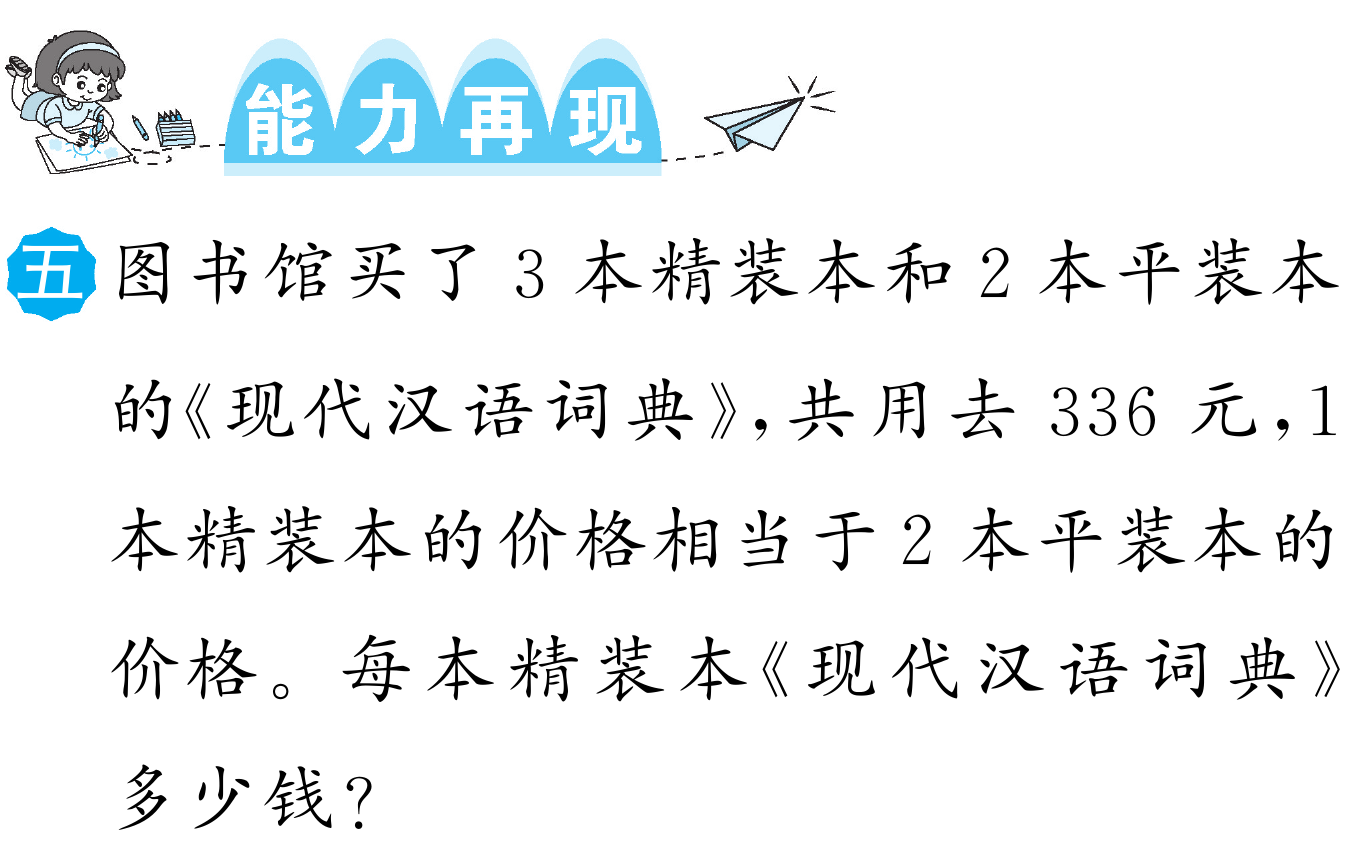 能力再现
五 图书馆买了 3 本精装本和 2 本平装本
的《现代汉语词典》,共用去 336 元,1
本精装本的价格相当于 2 本平装本的
价格。每本精装本《现代汉语词典》
多少钱?